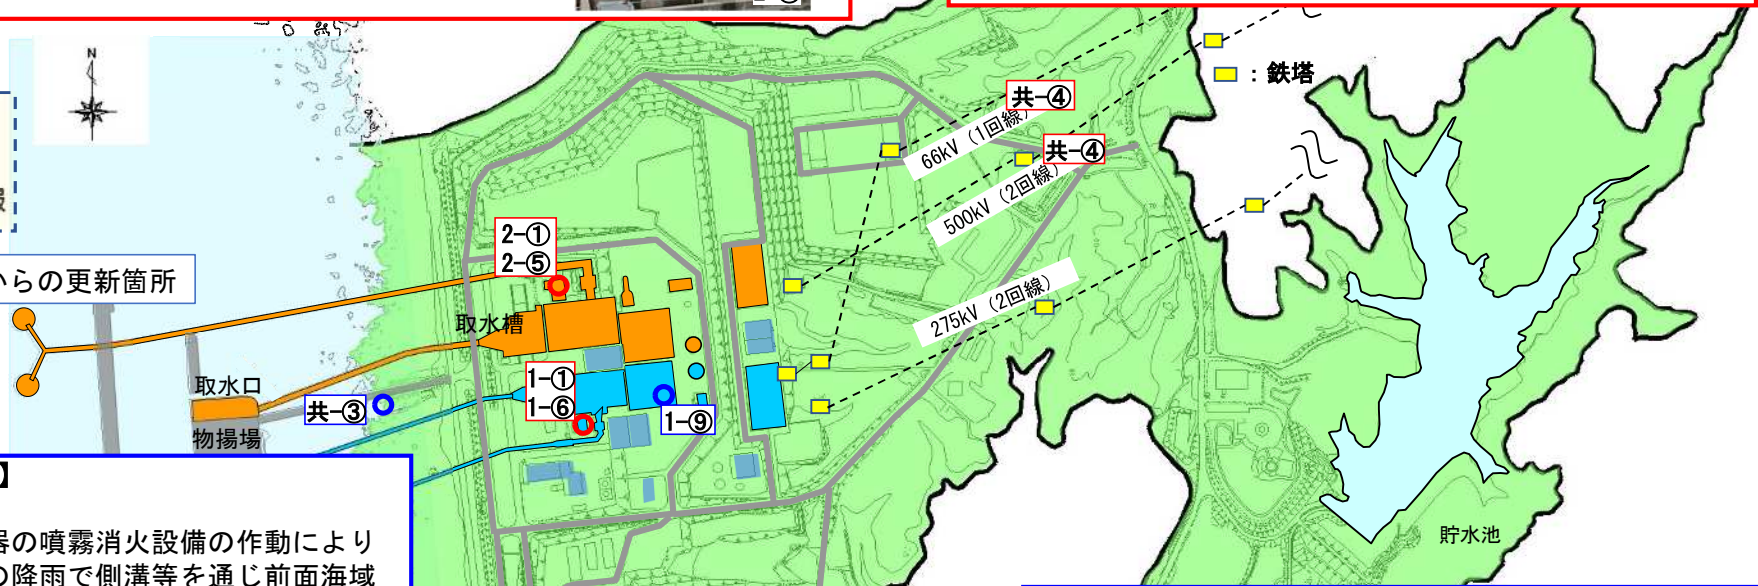 N
：鉄塔
共-④
66kV（1回線）
共-④
500kV（2回線）
275kV（2回線）
2-①
2-⑤
らの更新箇所
取水槽
取水口
共-③
物揚場
1-①
1-⑥
1-⑨
】
器の噴霧消火設備の作動により
の降雨で側溝等を通じ前面海域
貯水池